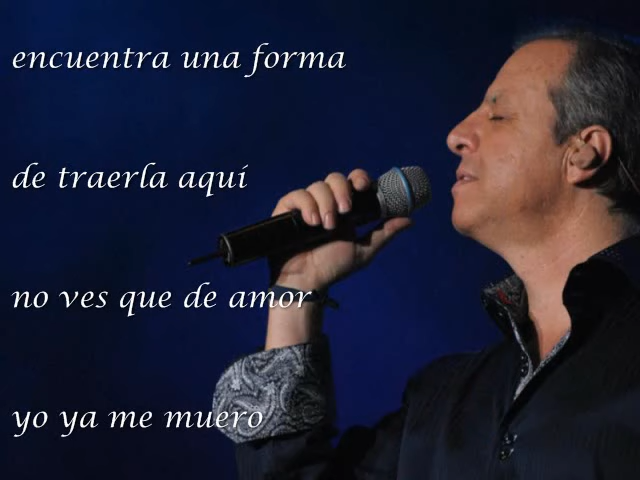 encuentra una forma
de traerla aquí
no ves que de amor
yo ya me muero